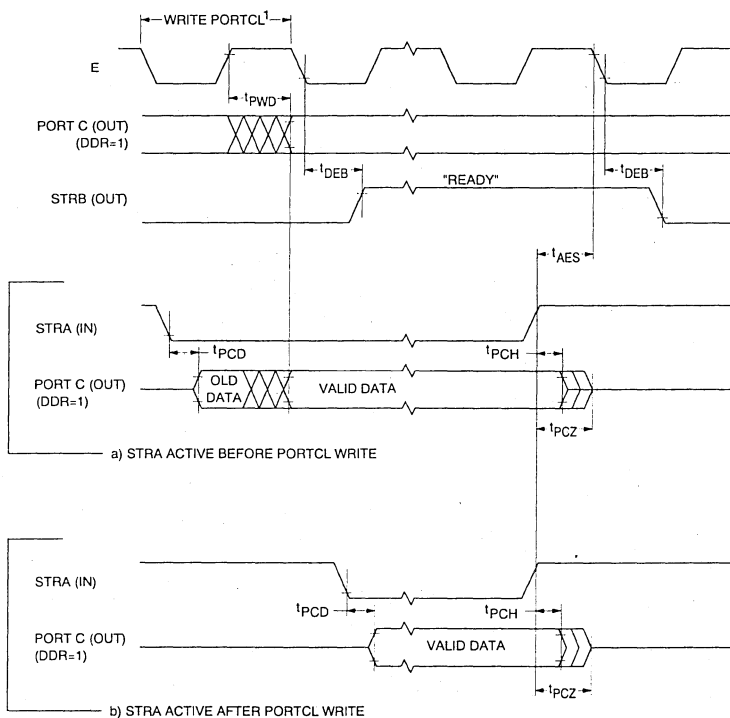 WRITE PORTCL1
E
tPWD
PORT C (OUT)
(DDR=1)
tDEB
"READY"
tDEB
STRB (OUT)
tAES
STRA (IN)
tPCD
tPCH
PORT C (OUT)
(DDR=1)
OLD
DATA
VALID DATA
tPCZ
a) STRA ACTIVE BEFORE PORTCL WRITE
STRA (IN)
tPCD
tPCH
PORT C (OUT)
(DDR=1)
VALID DATA
tPCZ
b) STRA ACTIVE AFTER PORTCL WRITE